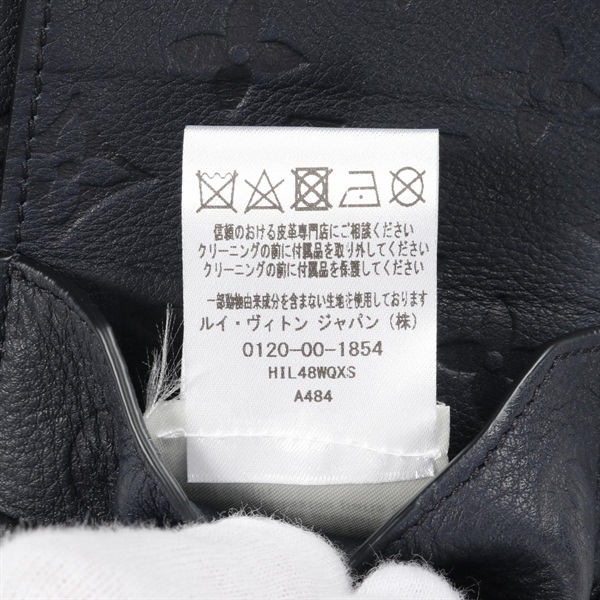 信頼のおける皮革専門店にご相談ください
クリーニングの前に付属品を取り外してください
クリーニングの前に付属品を保護してください
一部動物由来成分を含まない生地を使用しております
ルイ・ヴィトン ジャパン (株)
0120-00-1854
HIL48WQXS
A484